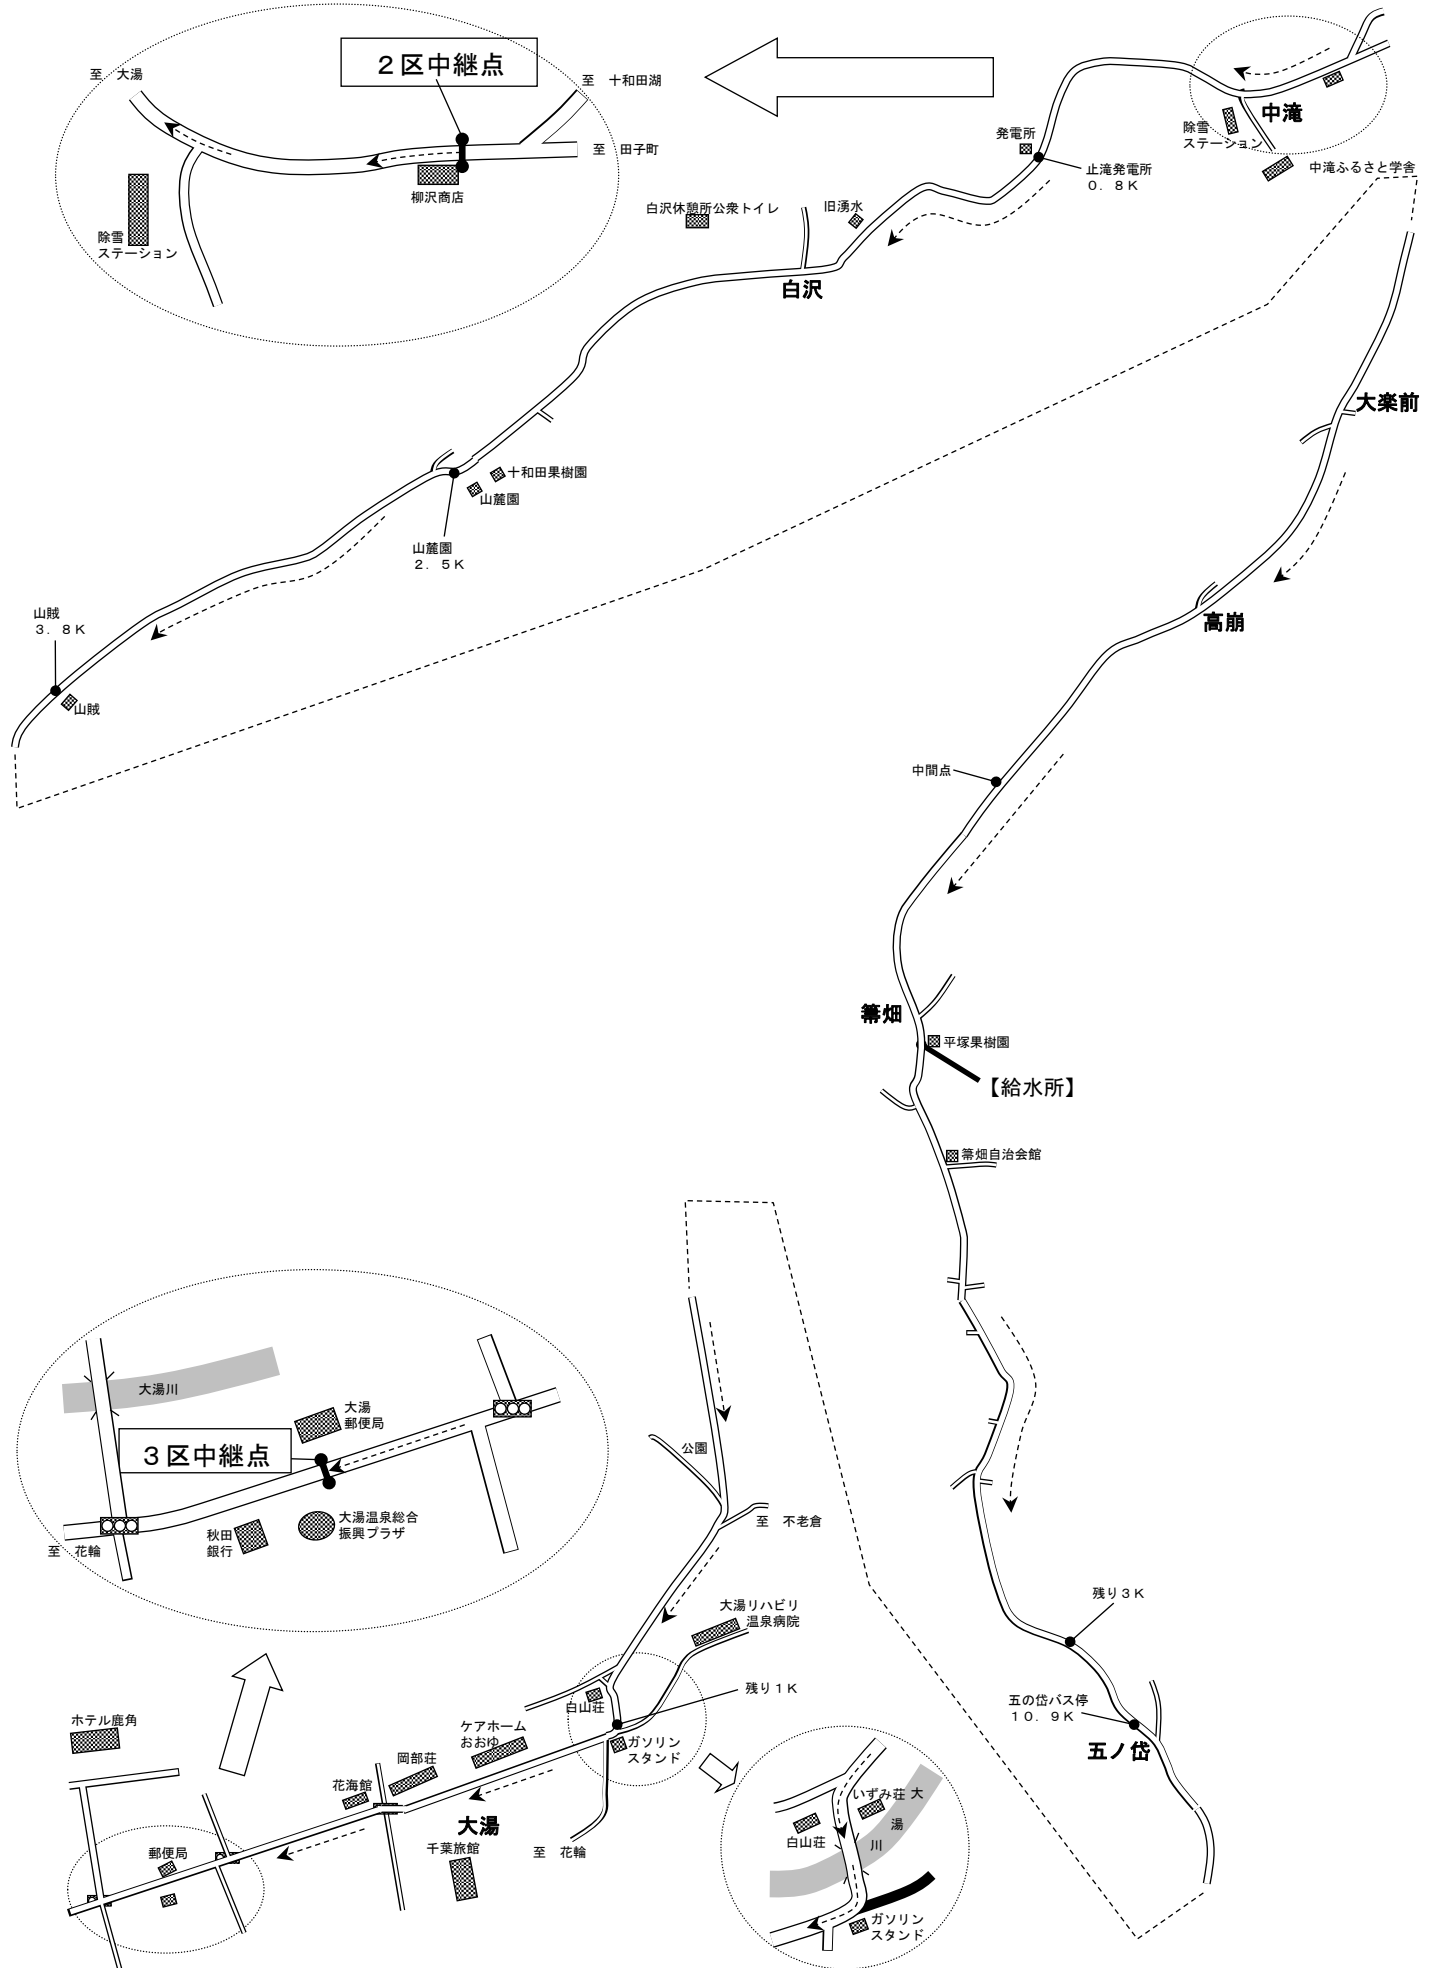 ２区中継点
至　大湯
至　十和田湖
至　田子町
柳沢商店
除雪
ステーション
中滝
除雪
ステーション
中滝ふるさと学舎
発電所
止滝発電所
０．８Ｋ
旧湧水
白沢休憩所公衆トイレ
白沢
十和田果樹園
山麓園
山麓園
２．５Ｋ
山賊
３．８Ｋ
山賊
大楽前
高崩
中間点
箒畑
平塚果樹園
【給水所】
箒畑自治会館
残り３Ｋ
五の岱バス停
１０．９Ｋ
五ノ岱
公園
至　不老倉
大湯リハビリ
温泉病院
残り１Ｋ
白山荘
ガソリン
スタンド
ケアホーム
おおゆ
岡部荘
花海館
大湯
千葉旅館
至　花輪
ホテル鹿角
郵便局
大湯川
大湯
郵便局
３区中継点
大湯温泉総合
振興プラザ
秋田
銀行
至　花輪
いずみ荘
大
湯
川
白山荘
ガソリン
スタンド